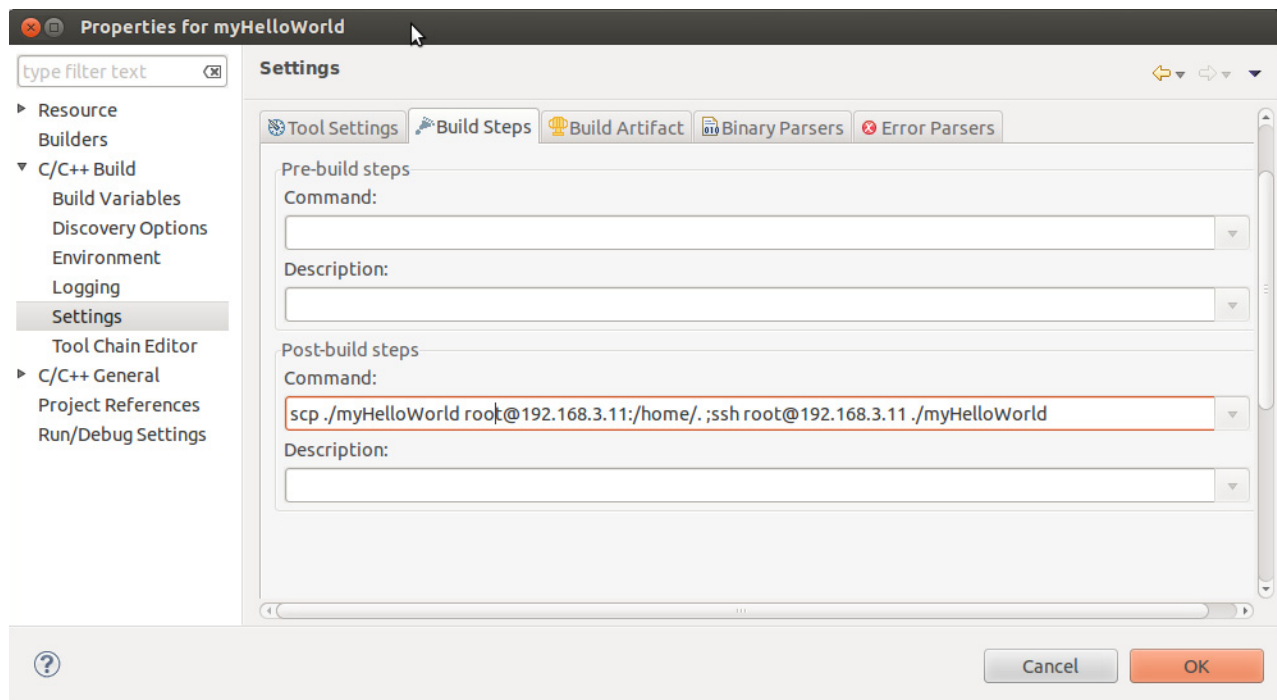 Properties for myHelloWorld
type filter text
Settings
Resource
Builders
C/C++ Build
Build Variables
Discovery Options
Environment
Logging
Settings
Tool Chain Editor
C/C++ General
Project References
Run/Debug Settings
Tool Settings Build Steps Build Artifact Binary Parsers Error Parsers
Pre-build steps
Command:
Description:
Post-build steps
Command:
scp ./myHelloWorld root@192.168.3.11:/home/. ;ssh root@192.168.3.11 ./myHelloWorld
Description:
Cancel OK